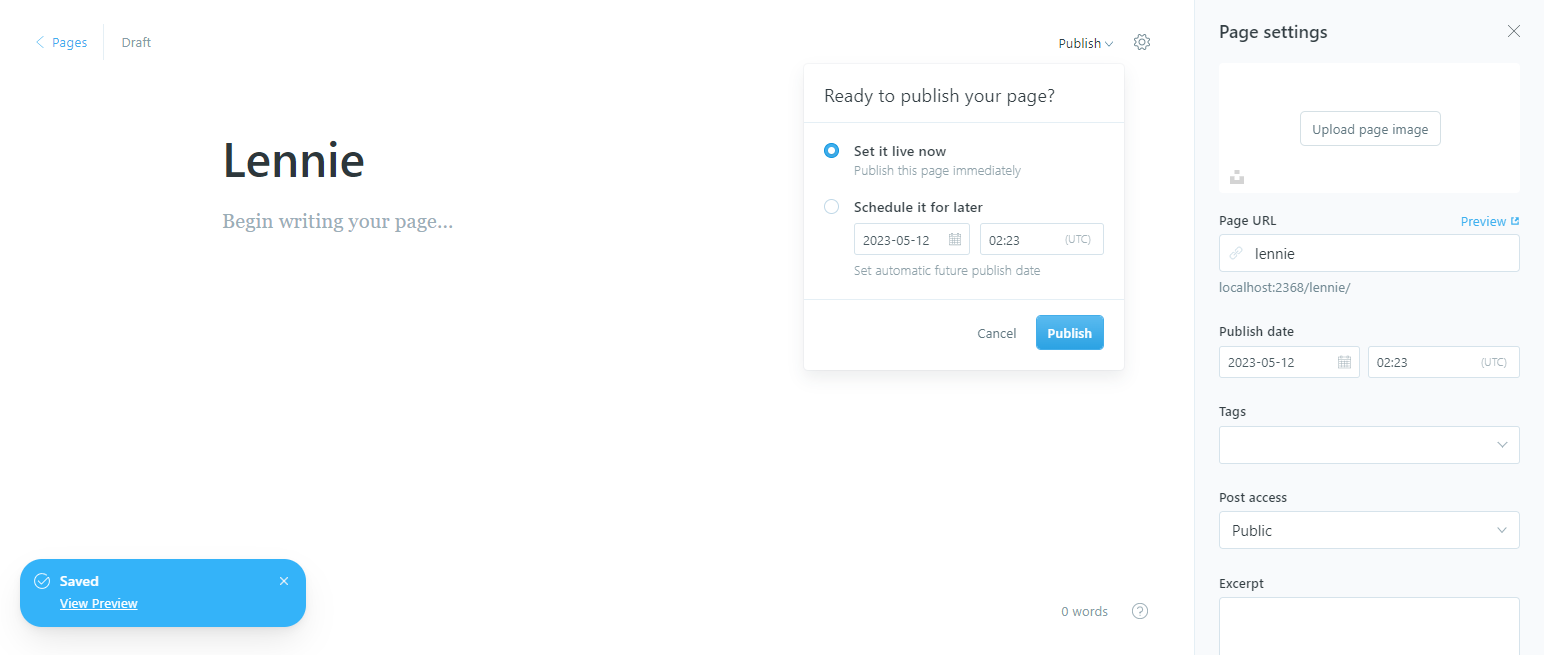 Pages
Draft
Publish
Ready to publish your page?
Set it live now
Publish this page immediately
Schedule it for later
2023-05-12
02:23 (UTC)
Set automatic future publish date
Cancel
Publish
Lennie
Begin writing your page...
Saved
View Preview
0 words
?
Page settings
Upload page image
Page URL
Preview
lennie
localhost:2368/lennie/
Publish date
2023-05-12
02:23 (UTC)
Tags
Post access
Public
Excerpt